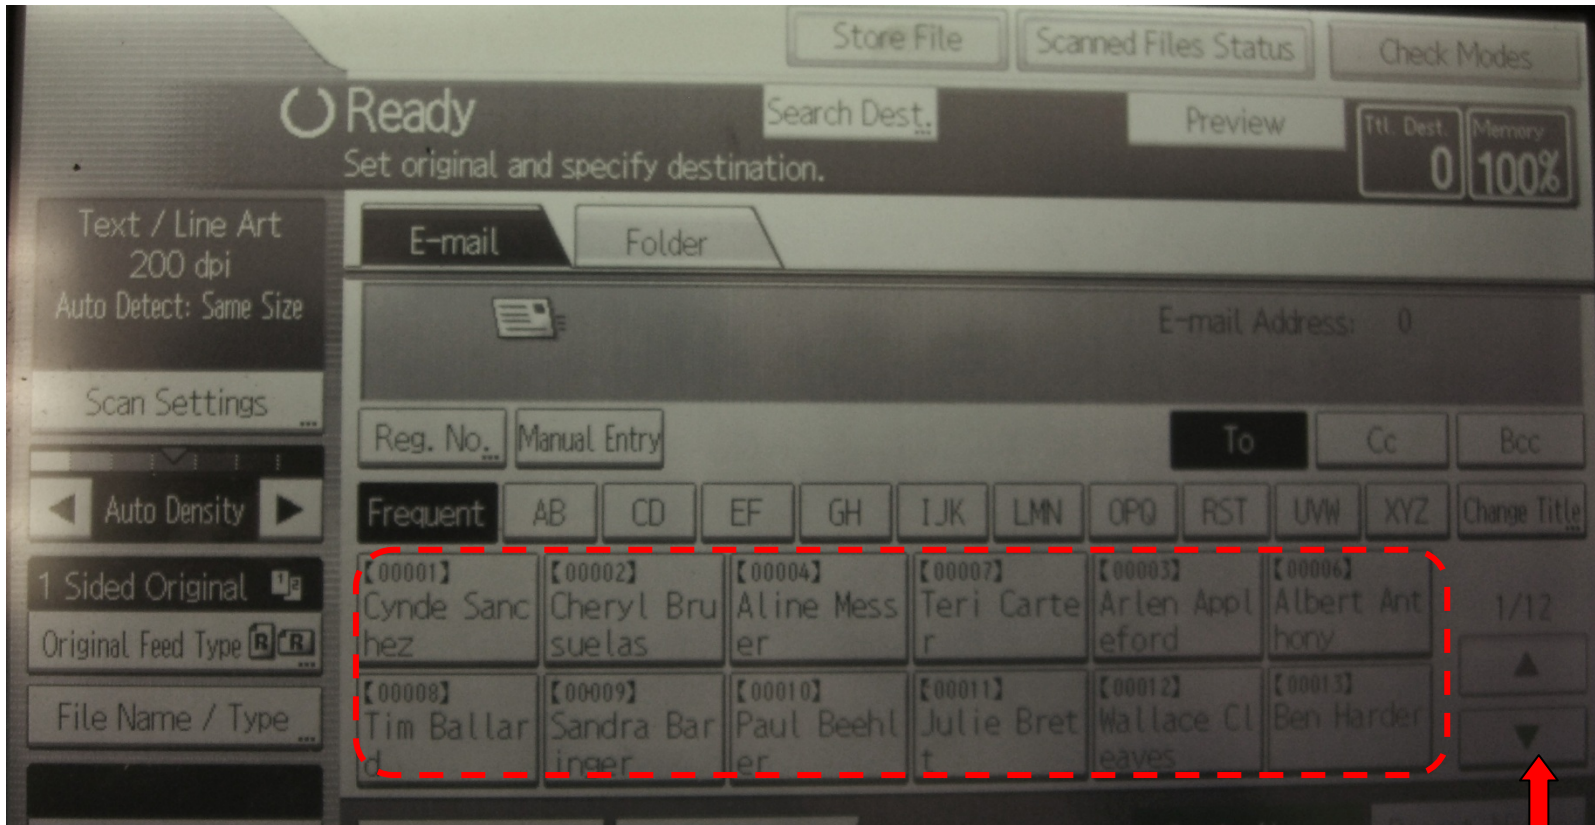 Store File
Scanned Files Status
Check Modes
Ready
Search Dest.
Preview
Ttl. Dest.
0
Memory
100%
Set original and specify destination.
Text / Line Art
200 dpi
Auto Detect: Same Size
E-mail
Folder
E-mail Address: 0
Scan Settings
Reg. No.
Manual Entry
To
Cc
Bcc
Auto Density
Frequent
AB
CD
EF
GH
IJK
LMN
OPQ
RST
UVW
XYZ
Change Title
1 Sided Original
Original Feed Type
File Name / Type
【00001】
Cynde Sanc
hez
【00002】
Cheryl Bru
suelas
【00004】
Aline Mess
er
【00007】
Teri Carte
r
【00003】
Arlen Appl
eford
【00006】
Albert Ant
hony
1/12
【00008】
Tim Ballar
d
【00009】
Sandra Bar
inger
【00010】
Paul Beehl
er
【00011】
Julie Bret
t
【00012】
Wallace Cl
eaves
【00013】
Ben Harder